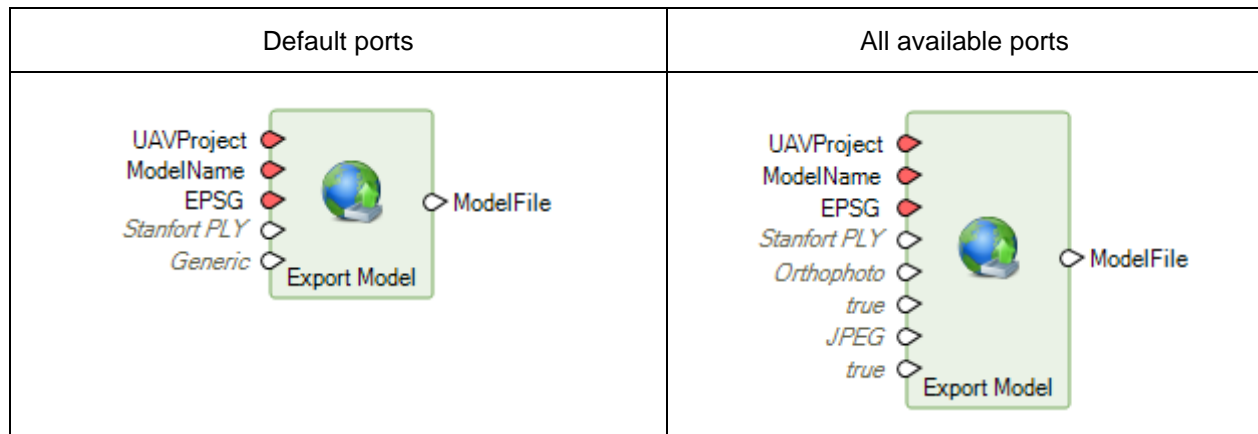 Default ports
All available ports
UAVProject
ModelName
EPSG
Stanfort PLY
Generic
Export Model
ModelFile
UAVProject
ModelName
EPSG
Stanfort PLY
Orthophoto
true
JPEG
true
Export Model
ModelFile